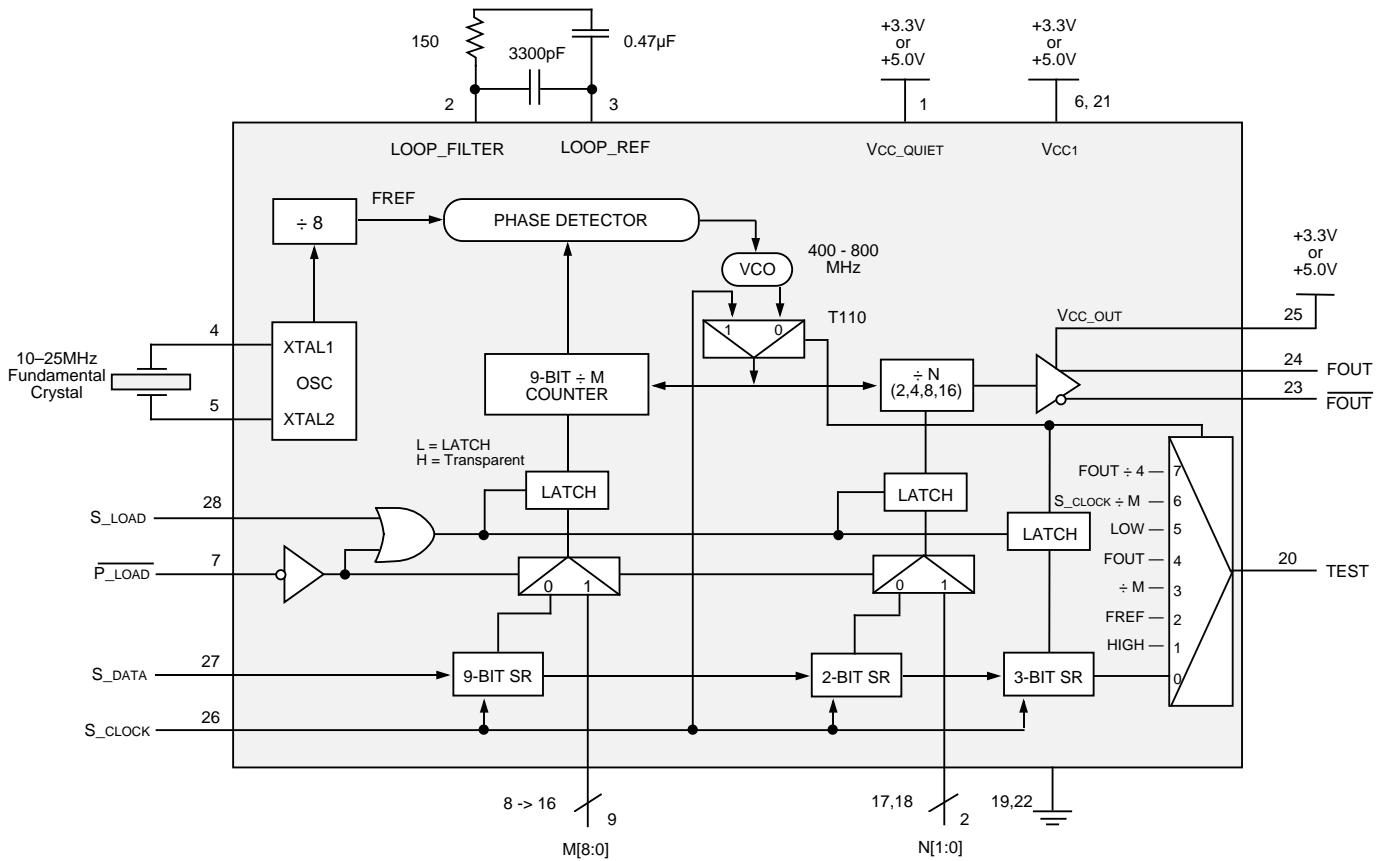 150
3300pF
0.47µF
2
3
+3.3V
or
+5.0V
1
+3.3V
or
+5.0V
6, 21
LOOP_FILTER
LOOP_REF
VCC_QUIET
VCC1
÷ 8
FREF
PHASE DETECTOR
VCO
400 - 800
MHz
1
0
T110
+3.3V
or
+5.0V
VCC_OUT
25
24
FOUT
23
FOUT
10–25MHz
Fundamental
Crystal
4
5
XTAL1
OSC
XTAL2
9-BIT ÷ M
COUNTER
÷ N
(2,4,8,16)
L = LATCH
H = Transparent
LATCH
LATCH
LATCH
S_LOAD
28
P_LOAD
7
0
1
0
1
FOUT ÷ 4
7
S_CLOCK ÷ M
6
LOW
5
FOUT
4
÷ M
3
FREF
2
HIGH
1
0
20
TEST
S_DATA
27
9-BIT SR
2-BIT SR
3-BIT SR
S_CLOCK
26
8 -> 16
9
M[8:0]
17,18
2
N[1:0]
19,22